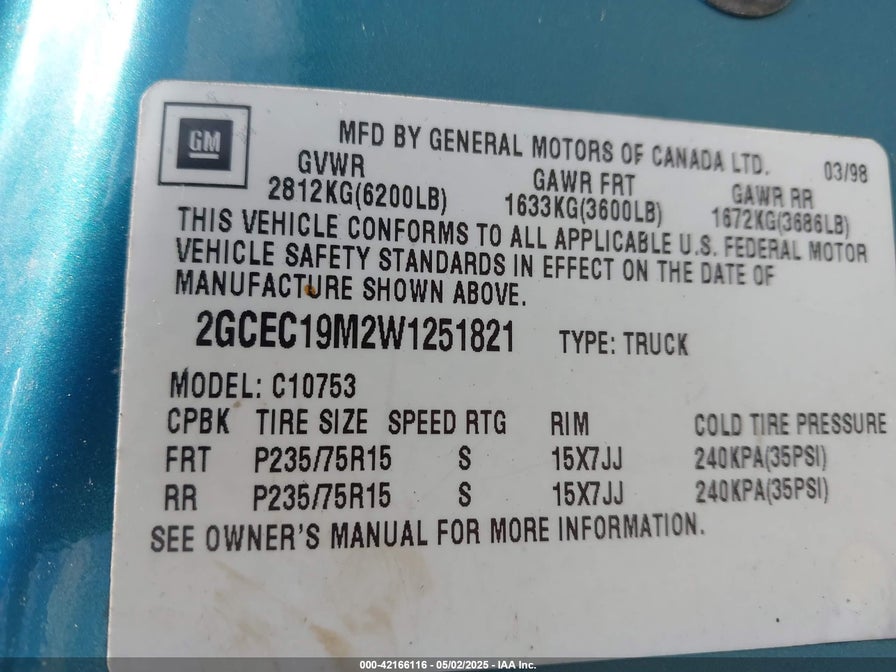 GM
MFD BY GENERAL MOTORS OF CANADA LTD. 03/98
GVWR GAWR FRT GAWR RR
2812KG(6200LB) 1633KG(3600LB) 1672KG(3686LB)
THIS VEHICLE CONFORMS TO ALL APPLICABLE U.S. FEDERAL MOTOR
VEHICLE SAFETY STANDARDS IN EFFECT ON THE DATE OF
MANUFACTURE SHOWN ABOVE.
2GCEC19M2W1251821 TYPE: TRUCK
MODEL: C10753
CPBK TIRE SIZE SPEED RTG RIM COLD TIRE PRESSURE
FRT P235/75R15 S 15X7JJ 240KPA(35PSI)
RR P235/75R15 S 15X7JJ 240KPA(35PSI)
SEE OWNER'S MANUAL FOR MORE INFORMATION.
000-42166116 - 05/02/2025 - IAA Inc.